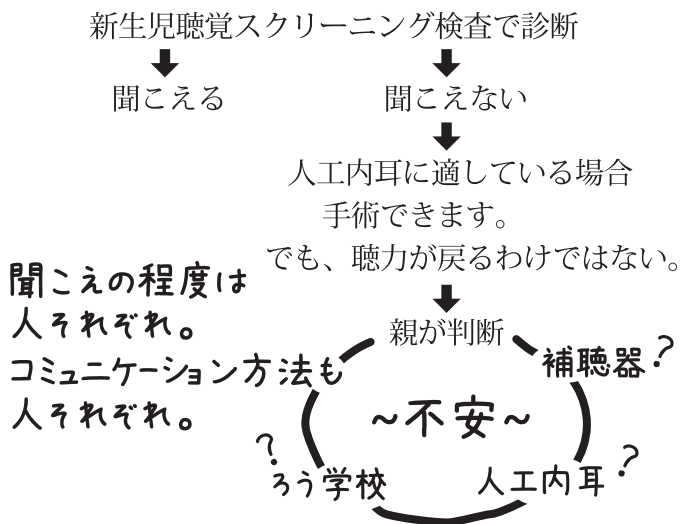 新生児聴覚スクリーニング検査で診断
聞こえる
聞こえない
人工内耳に適している場合
手術できます。
でも、聴力が戻るわけではない。
聞こえの程度は
人それぞれ。
コミュニケーション方法も
人それぞれ。
親が判断
補聴器?
~不安~
?
ろう学校
人工内耳?